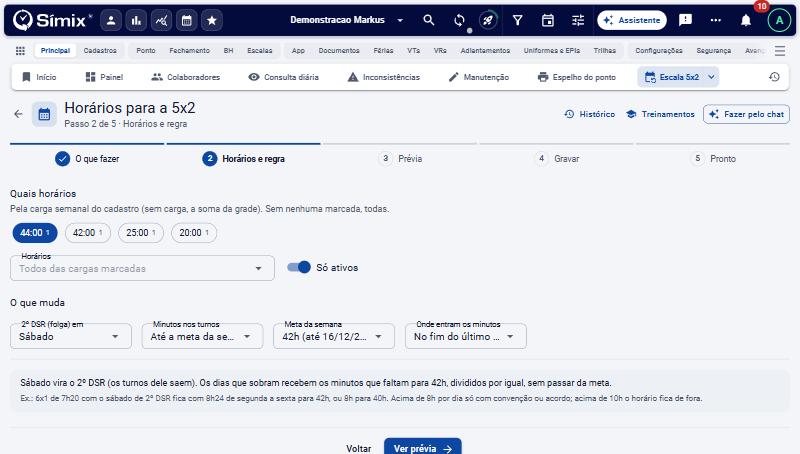 Símix
Demonstracao Markus
Assistente
10
A
Principal Cadastros Ponto Fechamento BH Escalas App Documentos Férias VTs VRs Adiantamentos Uniformes e EPIs Trilhas Configurações Segurança
Início Painel Colaboradores Consulta diária Inconsistências Manutenção Espelho do ponto Escala 5x2
Horários para a 5x2
Passo 2 de 5 · Horários e regra
Histórico Treinamentos Fazer pelo chat
O que fazer 2 Horários e regra 3 Prévia 4 Gravar 5 Pronto
Quais horários
Pela carga semanal do cadastro (sem carga, a soma da grade). Sem nenhuma marcada, todas.
44:00 1 42:00 1 25:00 1 20:00 1
Horários
Todos das cargas marcadas
Só ativos
O que muda
2º DSR (folga) em Minutos nos turnos Meta da semana Onde entram os minutos
Sábado Até a meta da se... 42h (até 16/12/2... No fim do último ...
Sábado vira o 2º DSR (os turnos dele saem). Os dias que sobram recebem os minutos que faltam para 42h, divididos por igual, sem passar da meta.
Ex.: 6x1 de 7h20 com o sábado de 2º DSR fica com 8h24 de segunda a sexta para 42h, ou 8h para 40h. Acima de 8h por dia só com convenção ou acordo; acima de 10h o horário fica de fora.
Voltar Ver prévia